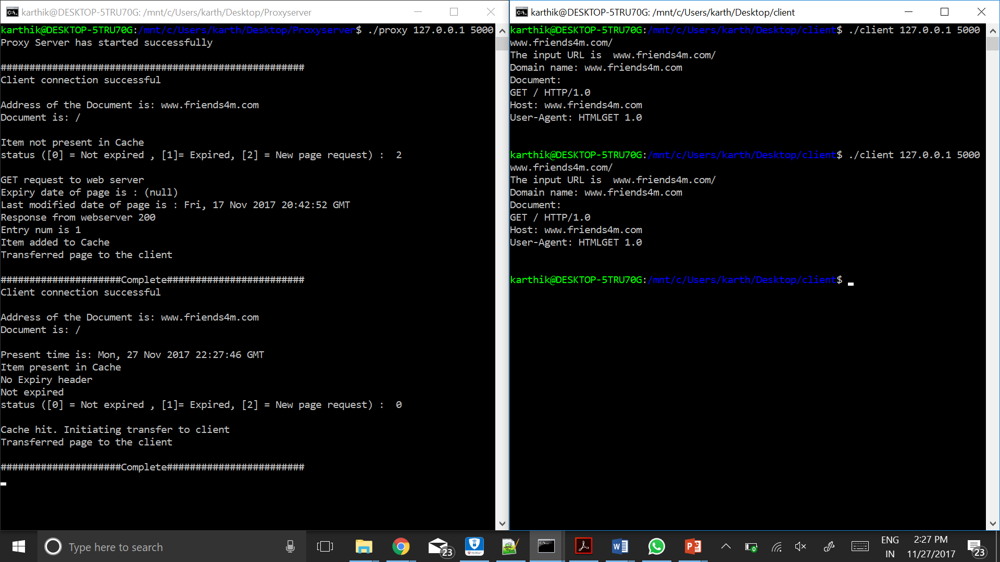 karthik@DESKTOP-5TRU70G: /mnt/c/Users/karth/Desktop/Proxyserver
karthik@DESKTOP-5TRU70G:/mnt/c/Users/karth/Desktop/Proxyserver$ ./proxy 127.0.0.1 5000
Proxy Server has started successfully
#####################################################
Client connection successful
Address of the Document is: www.friends4m.com
Document is: /
Item not present in Cache
status ([0] = Not expired , [1]= Expired, [2] = New page request) :  2
GET request to web server
Expiry date of page is : (null)
Last modified date of page is : Fri, 17 Nov 2017 20:42:52 GMT
Response from webserver 200
Entry num is 1
Item added to Cache
Transferred page to the client
#####################Complete########################
Client connection successful
Address of the Document is: www.friends4m.com
Document is: /
Present time is: Mon, 27 Nov 2017 22:27:46 GMT
Item present in Cache
No Expiry header
Not expired
status ([0] = Not expired , [1]= Expired, [2] = New page request) :  0
Cache hit. Initiating transfer to client
Transferred page to the client
#####################Complete########################
karthik@DESKTOP-5TRU70G: /mnt/c/Users/karth/Desktop/client
karthik@DESKTOP-5TRU70G:/mnt/c/Users/karth/Desktop/client$ ./client 127.0.0.1 5000
www.friends4m.com/
The input URL is  www.friends4m.com/
Domain name: www.friends4m.com
Document:
GET / HTTP/1.0
Host: www.friends4m.com
User-Agent: HTMLGET 1.0
karthik@DESKTOP-5TRU70G:/mnt/c/Users/karth/Desktop/client$ ./client 127.0.0.1 5000
www.friends4m.com/
The input URL is  www.friends4m.com/
Domain name: www.friends4m.com
Document:
GET / HTTP/1.0
Host: www.friends4m.com
User-Agent: HTMLGET 1.0
karthik@DESKTOP-5TRU70G:/mnt/c/Users/karth/Desktop/client$
Type here to search
23
ENG
IN
2:27 PM
11/27/2017
23